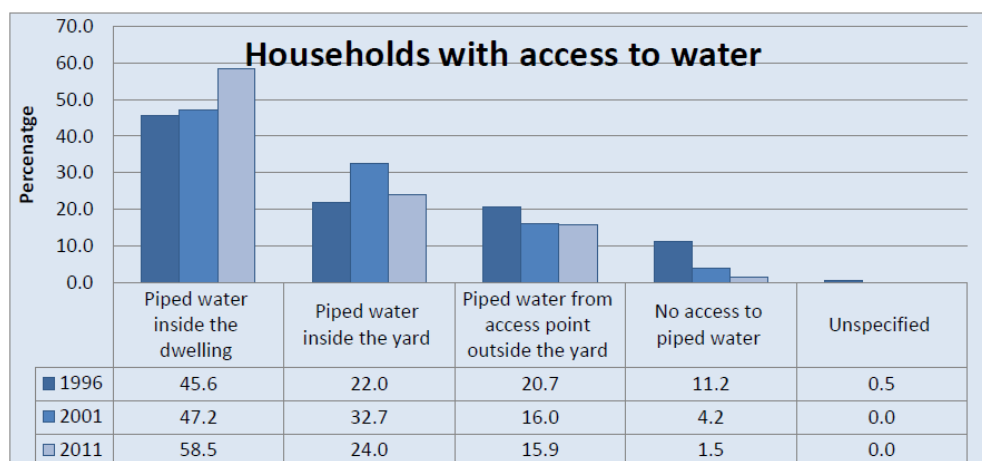 Households with access to water
Percenatge
70.0
60.0
50.0
40.0
30.0
20.0
10.0
0.0
Piped water
inside the
dwelling
Piped water
inside the yard
Piped water from
access point
outside the yard
No access to
piped water
Unspecified
1996 45.6 22.0 20.7 11.2 0.5
2001 47.2 32.7 16.0 4.2 0.0
2011 58.5 24.0 15.9 1.5 0.0